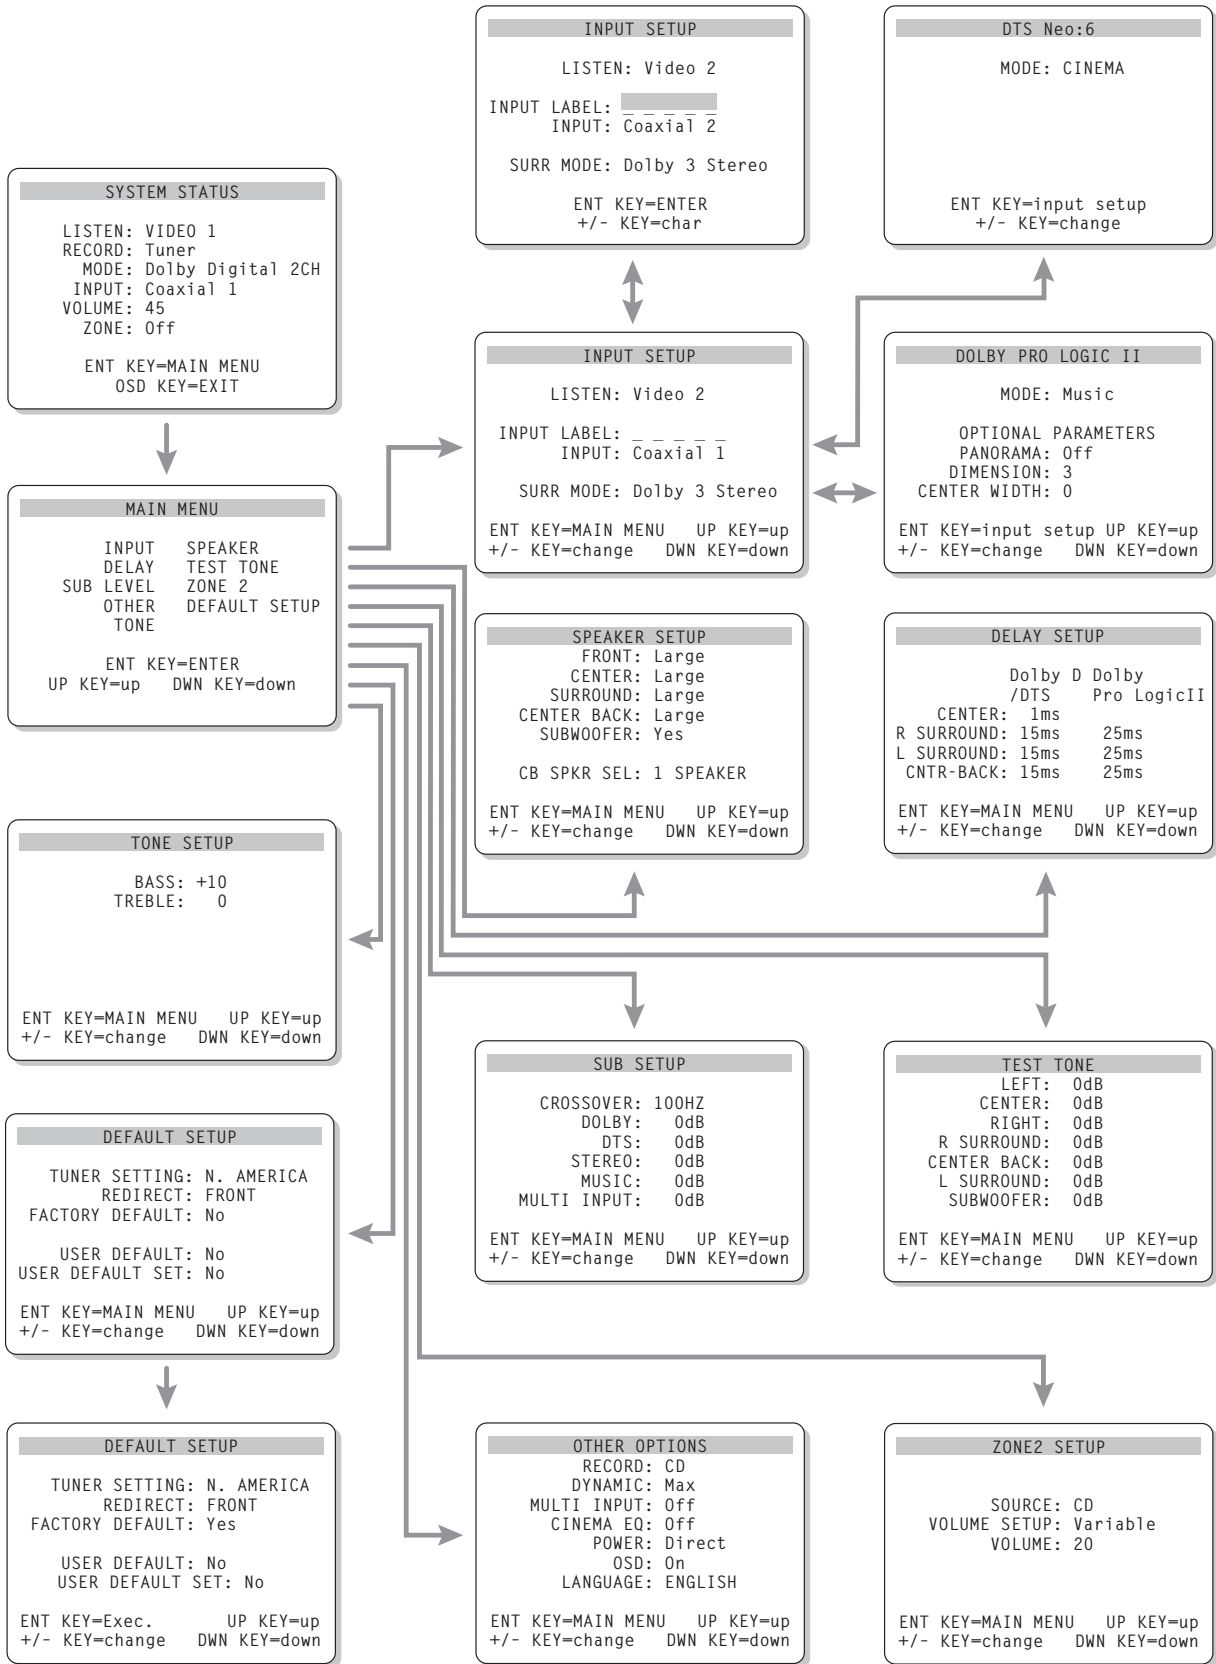 SYSTEM STATUS
LISTEN: VIDEO 1
RECORD: Tuner
MODE: Dolby Digital 2CH
INPUT: Coaxial 1
VOLUME: 45
ZONE: Off
ENT KEY=MAIN MENU
OSD KEY=EXIT
MAIN MENU
INPUT SPEAKER
DELAY TEST TONE
SUB LEVEL ZONE 2
OTHER DEFAULT SETUP
TONE
ENT KEY=ENTER
UP KEY=up DWN KEY=down
TONE SETUP
BASS: +10
TREBLE: 0
ENT KEY=MAIN MENU UP KEY=up
+/- KEY=change DWN KEY=down
DEFAULT SETUP
TUNER SETTING: N. AMERICA
REDIRECT: FRONT
FACTORY DEFAULT: No
USER DEFAULT: No
USER DEFAULT SET: No
ENT KEY=MAIN MENU UP KEY=up
+/- KEY=change DWN KEY=down
DEFAULT SETUP
TUNER SETTING: N. AMERICA
REDIRECT: FRONT
FACTORY DEFAULT: Yes
USER DEFAULT: No
USER DEFAULT SET: No
ENT KEY=Exec. UP KEY=up
+/- KEY=change DWN KEY=down
INPUT SETUP
LISTEN: Video 2
INPUT LABEL: _ _ _ _ _
INPUT: Coaxial 2
SURR MODE: Dolby 3 Stereo
ENT KEY=ENTER
+/- KEY=char
INPUT SETUP
LISTEN: Video 2
INPUT LABEL: _ _ _ _ _
INPUT: Coaxial 1
SURR MODE: Dolby 3 Stereo
ENT KEY=MAIN MENU UP KEY=up
+/- KEY=change DWN KEY=down
SPEAKER SETUP
FRONT: Large
CENTER: Large
SURROUND: Large
CENTER BACK: Large
SUBWOOFER: Yes
CB SPKR SEL: 1 SPEAKER
ENT KEY=MAIN MENU UP KEY=up
+/- KEY=change DWN KEY=down
SUB SETUP
CROSSOVER: 100HZ
DOLBY: 0dB
DTS: 0dB
STEREO: 0dB
MUSIC: 0dB
MULTI INPUT: 0dB
ENT KEY=MAIN MENU UP KEY=up
+/- KEY=change DWN KEY=down
OTHER OPTIONS
RECORD: CD
DYNAMIC: Max
MULTI INPUT: Off
CINEMA EQ: Off
POWER: Direct
OSD: On
LANGUAGE: ENGLISH
ENT KEY=MAIN MENU UP KEY=up
+/- KEY=change DWN KEY=down
DTS Neo:6
MODE: CINEMA
ENT KEY=input setup
+/- KEY=change
DOLBY PRO LOGIC II
MODE: Music
OPTIONAL PARAMETERS
PANORAMA: Off
DIMENSION: 3
CENTER WIDTH: 0
ENT KEY=input setup UP KEY=up
+/- KEY=change DWN KEY=down
DELAY SETUP
Dolby D Dolby
/DTS Pro LogicII
CENTER: 1ms
R SURROUND: 15ms 25ms
L SURROUND: 15ms 25ms
CNTR-BACK: 15ms 25ms
ENT KEY=MAIN MENU UP KEY=up
+/- KEY=change DWN KEY=down
TEST TONE
LEFT: 0dB
CENTER: 0dB
RIGHT: 0dB
R SURROUND: 0dB
CENTER BACK: 0dB
L SURROUND: 0dB
SUBWOOFER: 0dB
ENT KEY=MAIN MENU UP KEY=up
+/- KEY=change DWN KEY=down
ZONE2 SETUP
SOURCE: CD
VOLUME SETUP: Variable
VOLUME: 20
ENT KEY=MAIN MENU UP KEY=up
+/- KEY=change DWN KEY=down